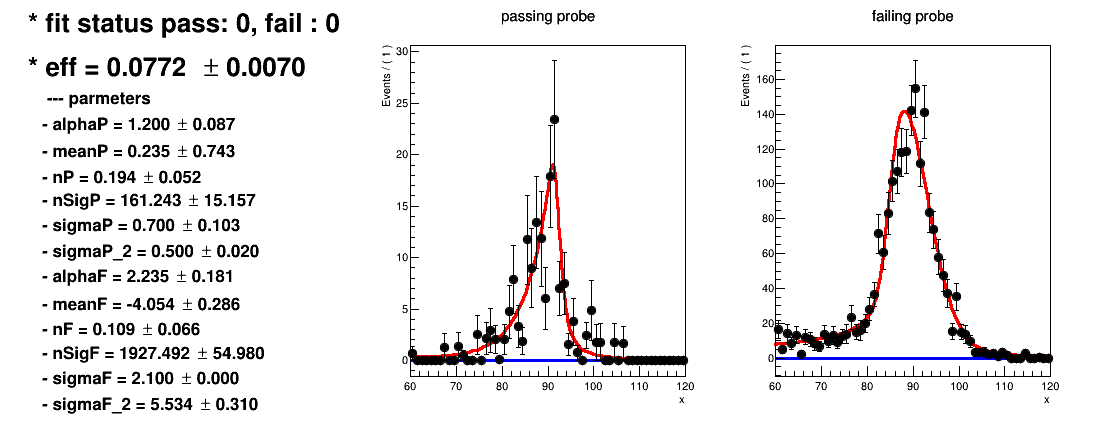 * fit status pass: 0, fail : 0
* eff = 0.0772 ± 0.0070
--- parmeters
- alphaP = 1.200 ± 0.087
- meanP = 0.235 ± 0.743
- nP = 0.194 ± 0.052
- nSigP = 161.243 ± 15.157
- sigmaP = 0.700 ± 0.103
- sigmaP_2 = 0.500 ± 0.020
- alphaF = 2.235 ± 0.181
- meanF = -4.054 ± 0.286
- nF = 0.109 ± 0.066
- nSigF = 1927.492 ± 54.980
- sigmaF = 2.100 ± 0.000
- sigmaF_2 = 5.534 ± 0.310
passing probe
Events / ( 1 )
30
25
20
15
10
5
0
60 70 80 90 100 110 120
x
failing probe
Events / ( 1 )
160
140
120
100
80
60
40
20
0
60 70 80 90 100 110 120
x